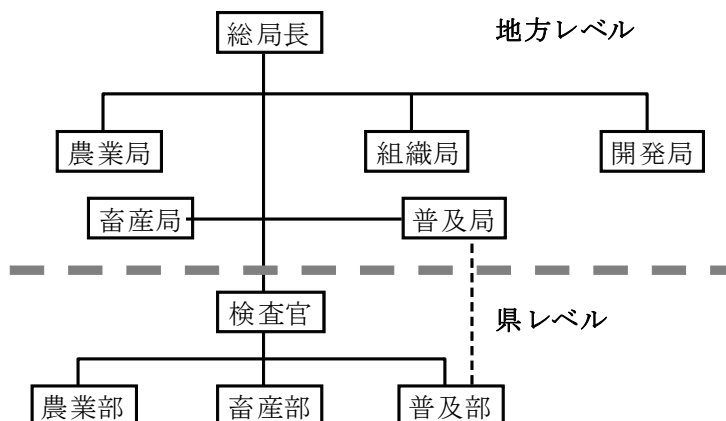 総局長
地方レベル
農業局
組織局
開発局
畜産局
普及局
検査官
県レベル
農業部
畜産部
普及部